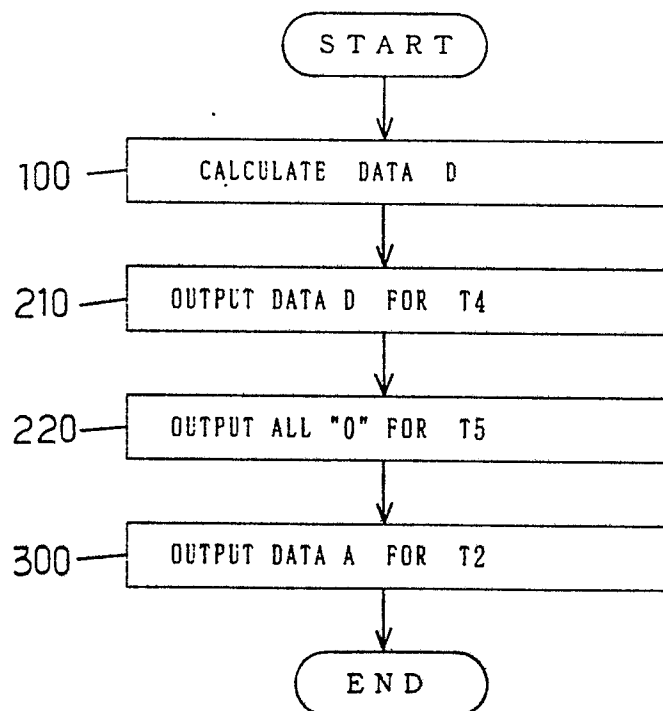 START
100 CALCULATE DATA D
210 OUTPUT DATA D FOR T4
220 OUTPUT ALL "0" FOR T5
300 OUTPUT DATA A FOR T2
END